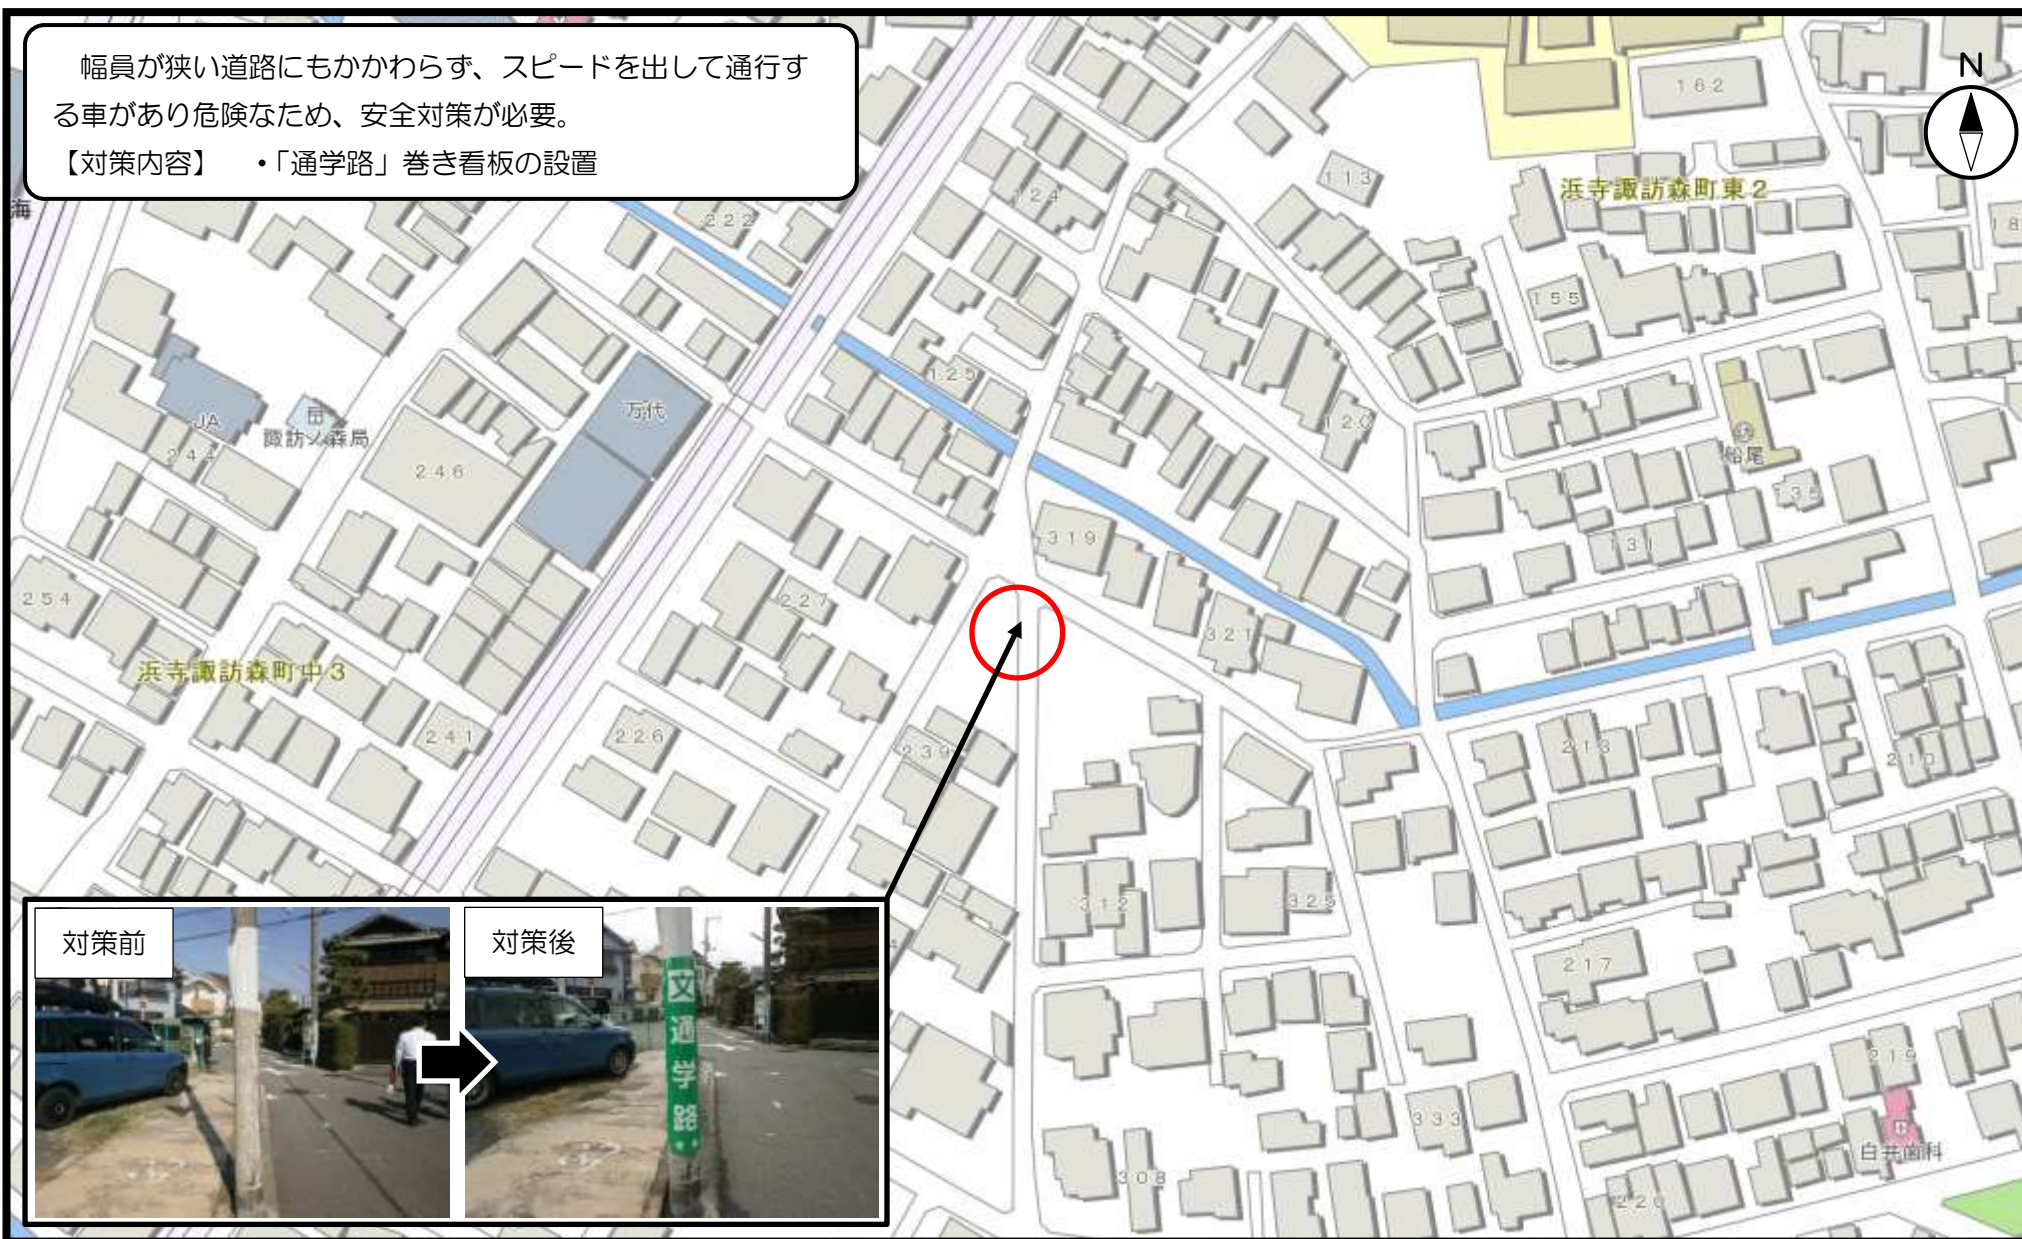 幅員が狭い道路にもかかわらず、スピードを出して通行す
る車があり危険なため、安全対策が必要。
【対策内容】 ・「通学路」巻き看板の設置
N
海
222
124
113
162
浜寺諏訪森町東2
18
155
125
120
万代
JA
諏訪ノ森局
244
246
船尾
135
131
319
254
227
321
浜寺諏訪森町中3
241
226
239
213
210
312
325
217
219
333
308
220
白井歯科
対策前
対策後
文
通
学
路